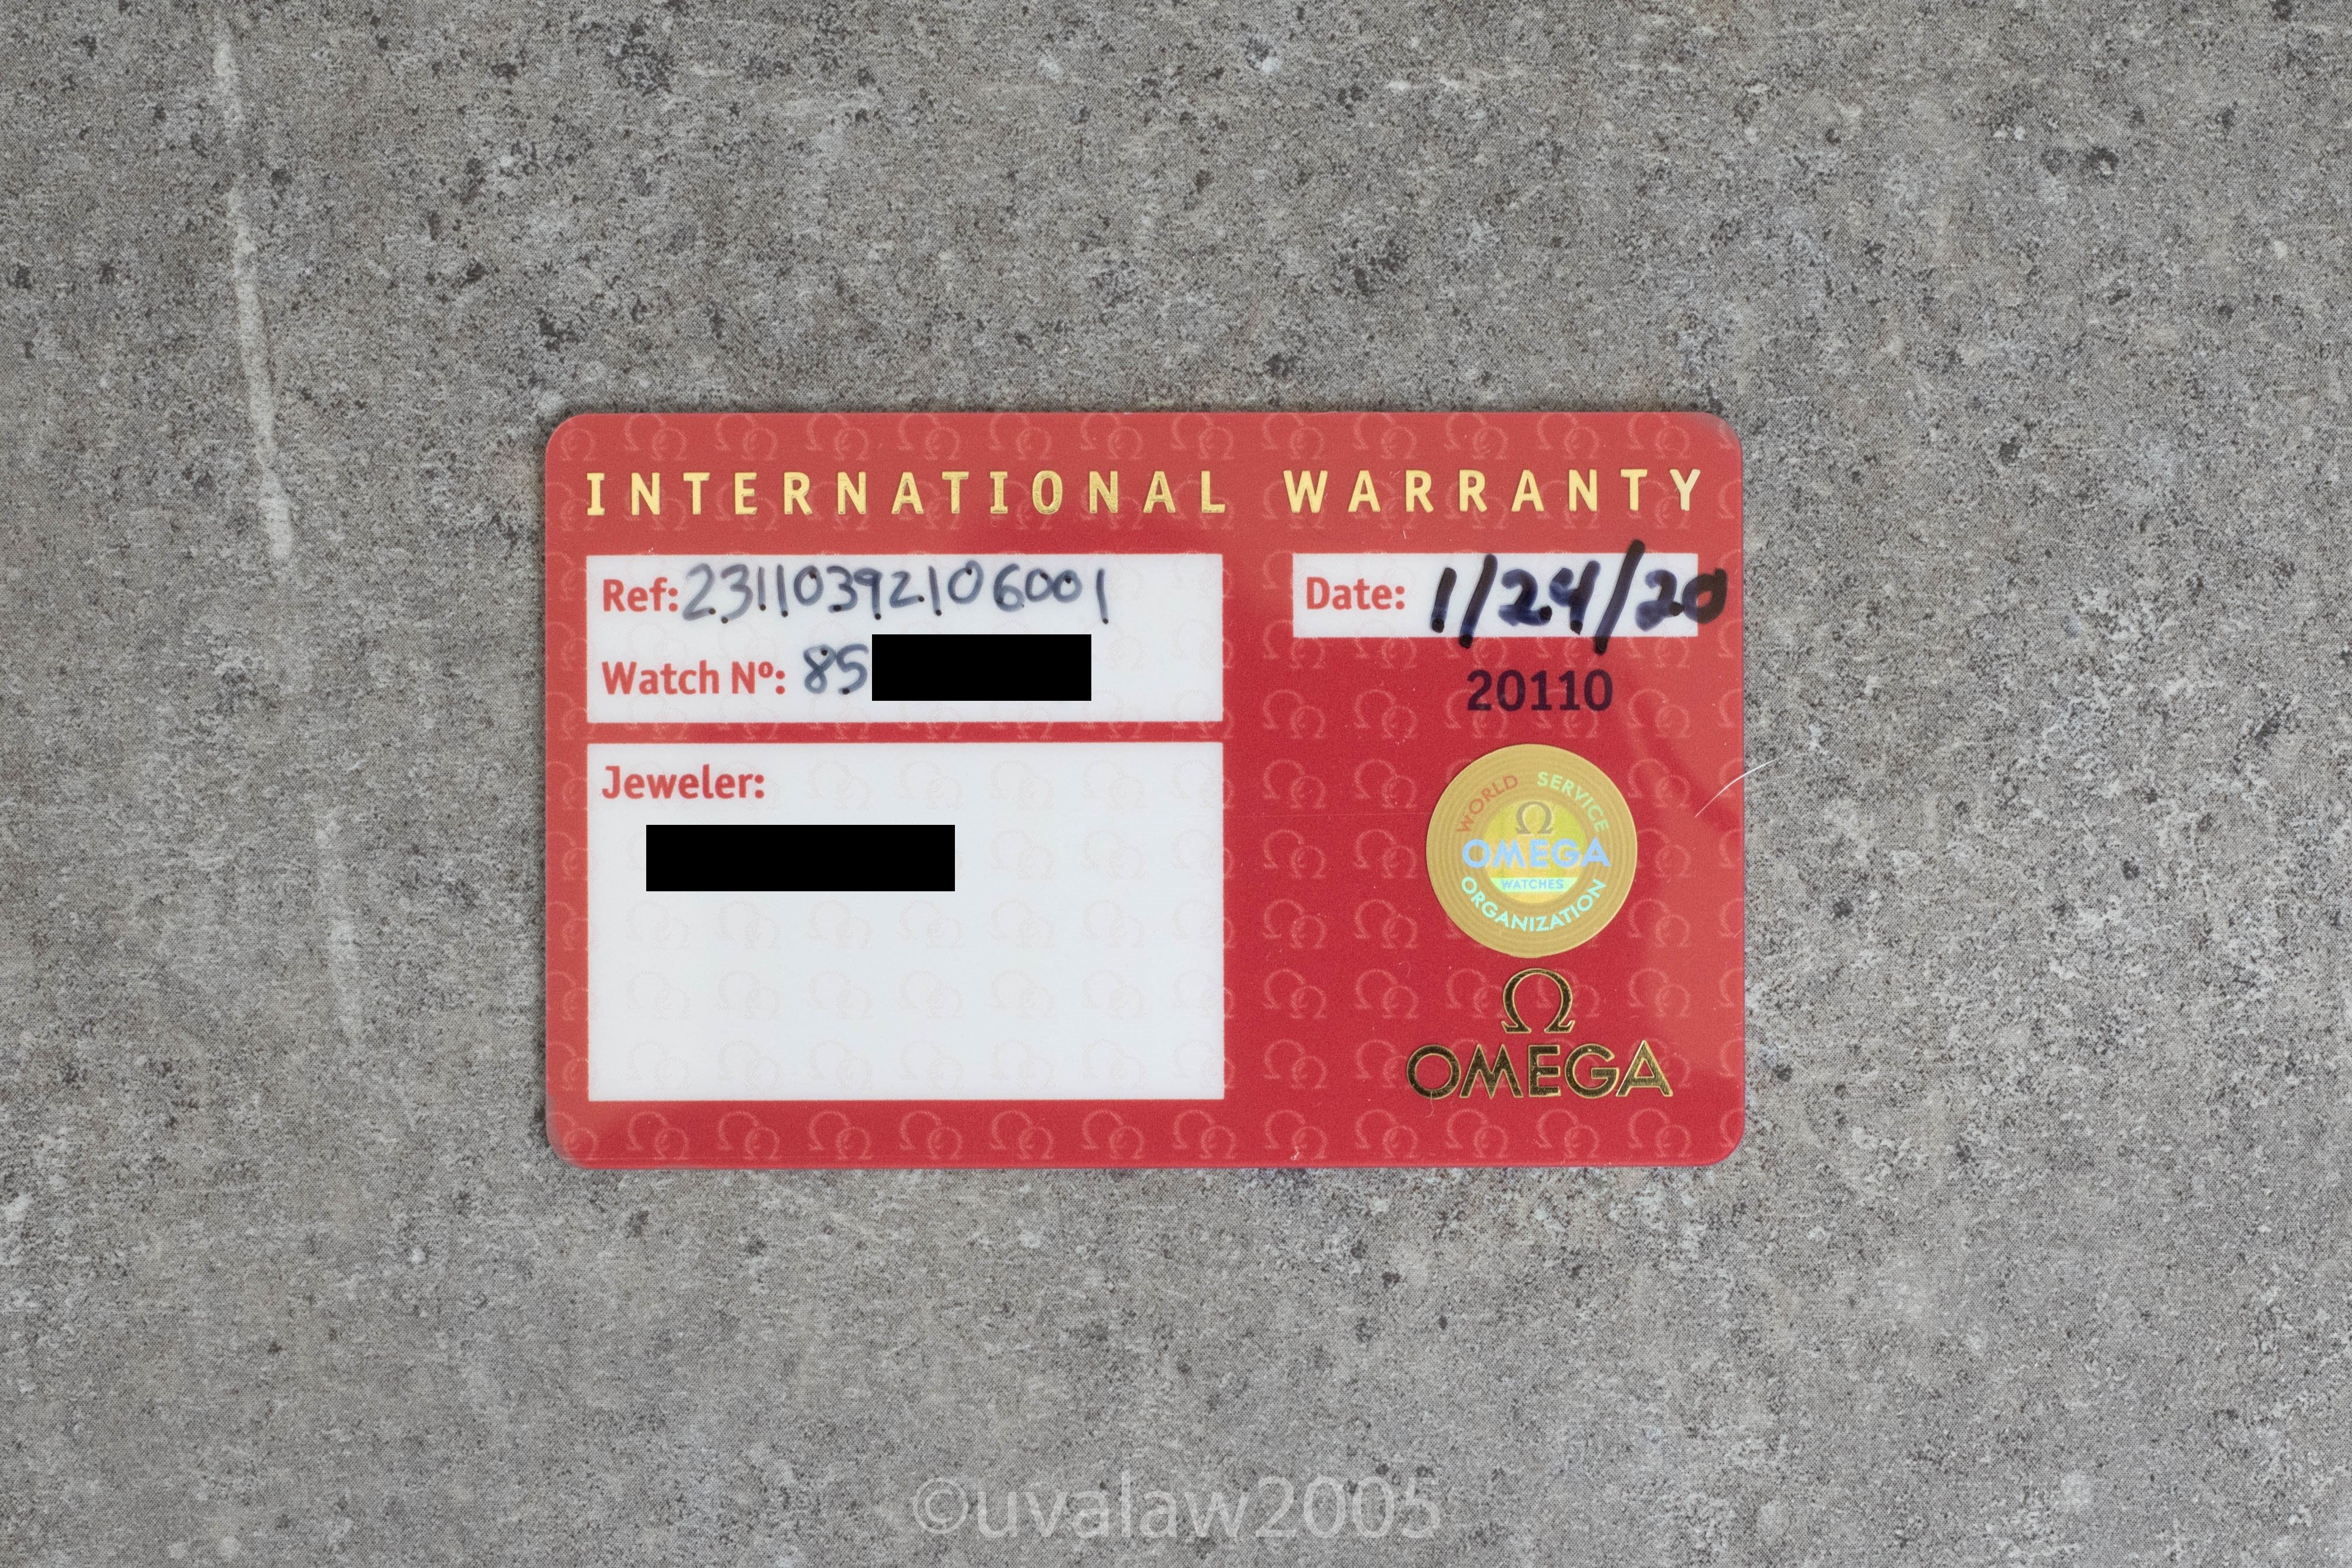 INTERNATIONAL WARRANTY
Ref: 23110392106001
Watch Nº: 85
Date: 1/24/20
20110
Jeweler:
WORLD SERVICE
Ω
OMEGA
WATCHES
ORGANIZATION
Ω
OMEGA
©uvalaw2005